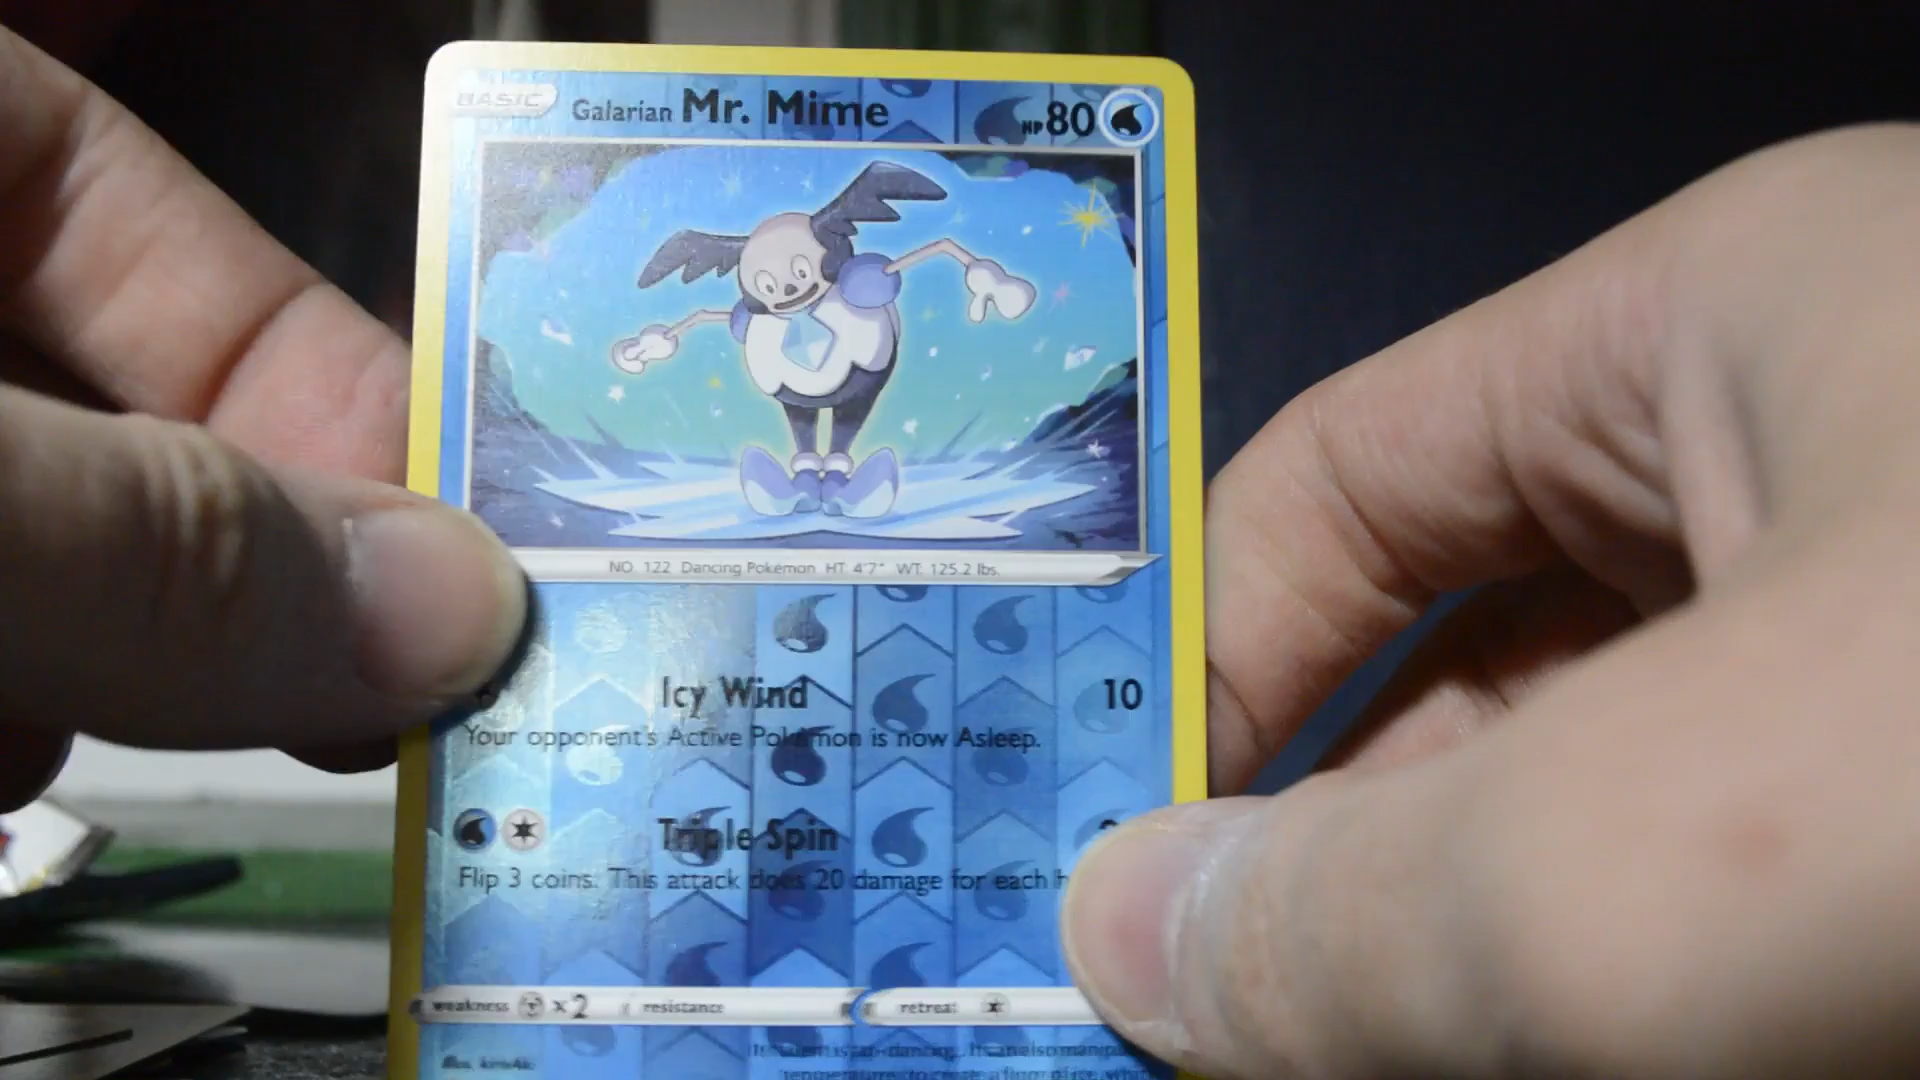 BASIC
Galarian Mr. Mime HP 80
NO. 122 Dancing Pokémon HT: 4'7" WT: 125.2 lbs.
Icy Wind 10
Your opponent's Active Pokémon is now Asleep.
Triple Spin
Flip 3 coins. This attack does 20 damage for each
weakness ×2 resistance retreat
Illus. kirisAki